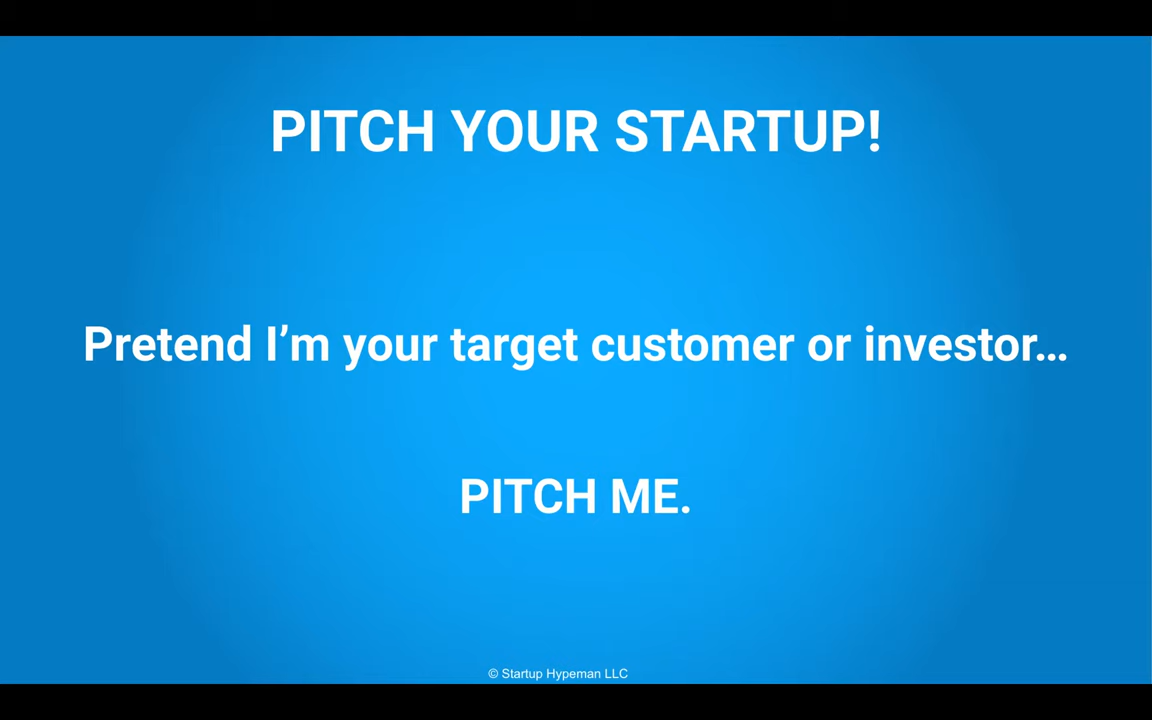 PITCH YOUR STARTUP!
Pretend I’m your target customer or investor…
PITCH ME.
© Startup Hypeman LLC